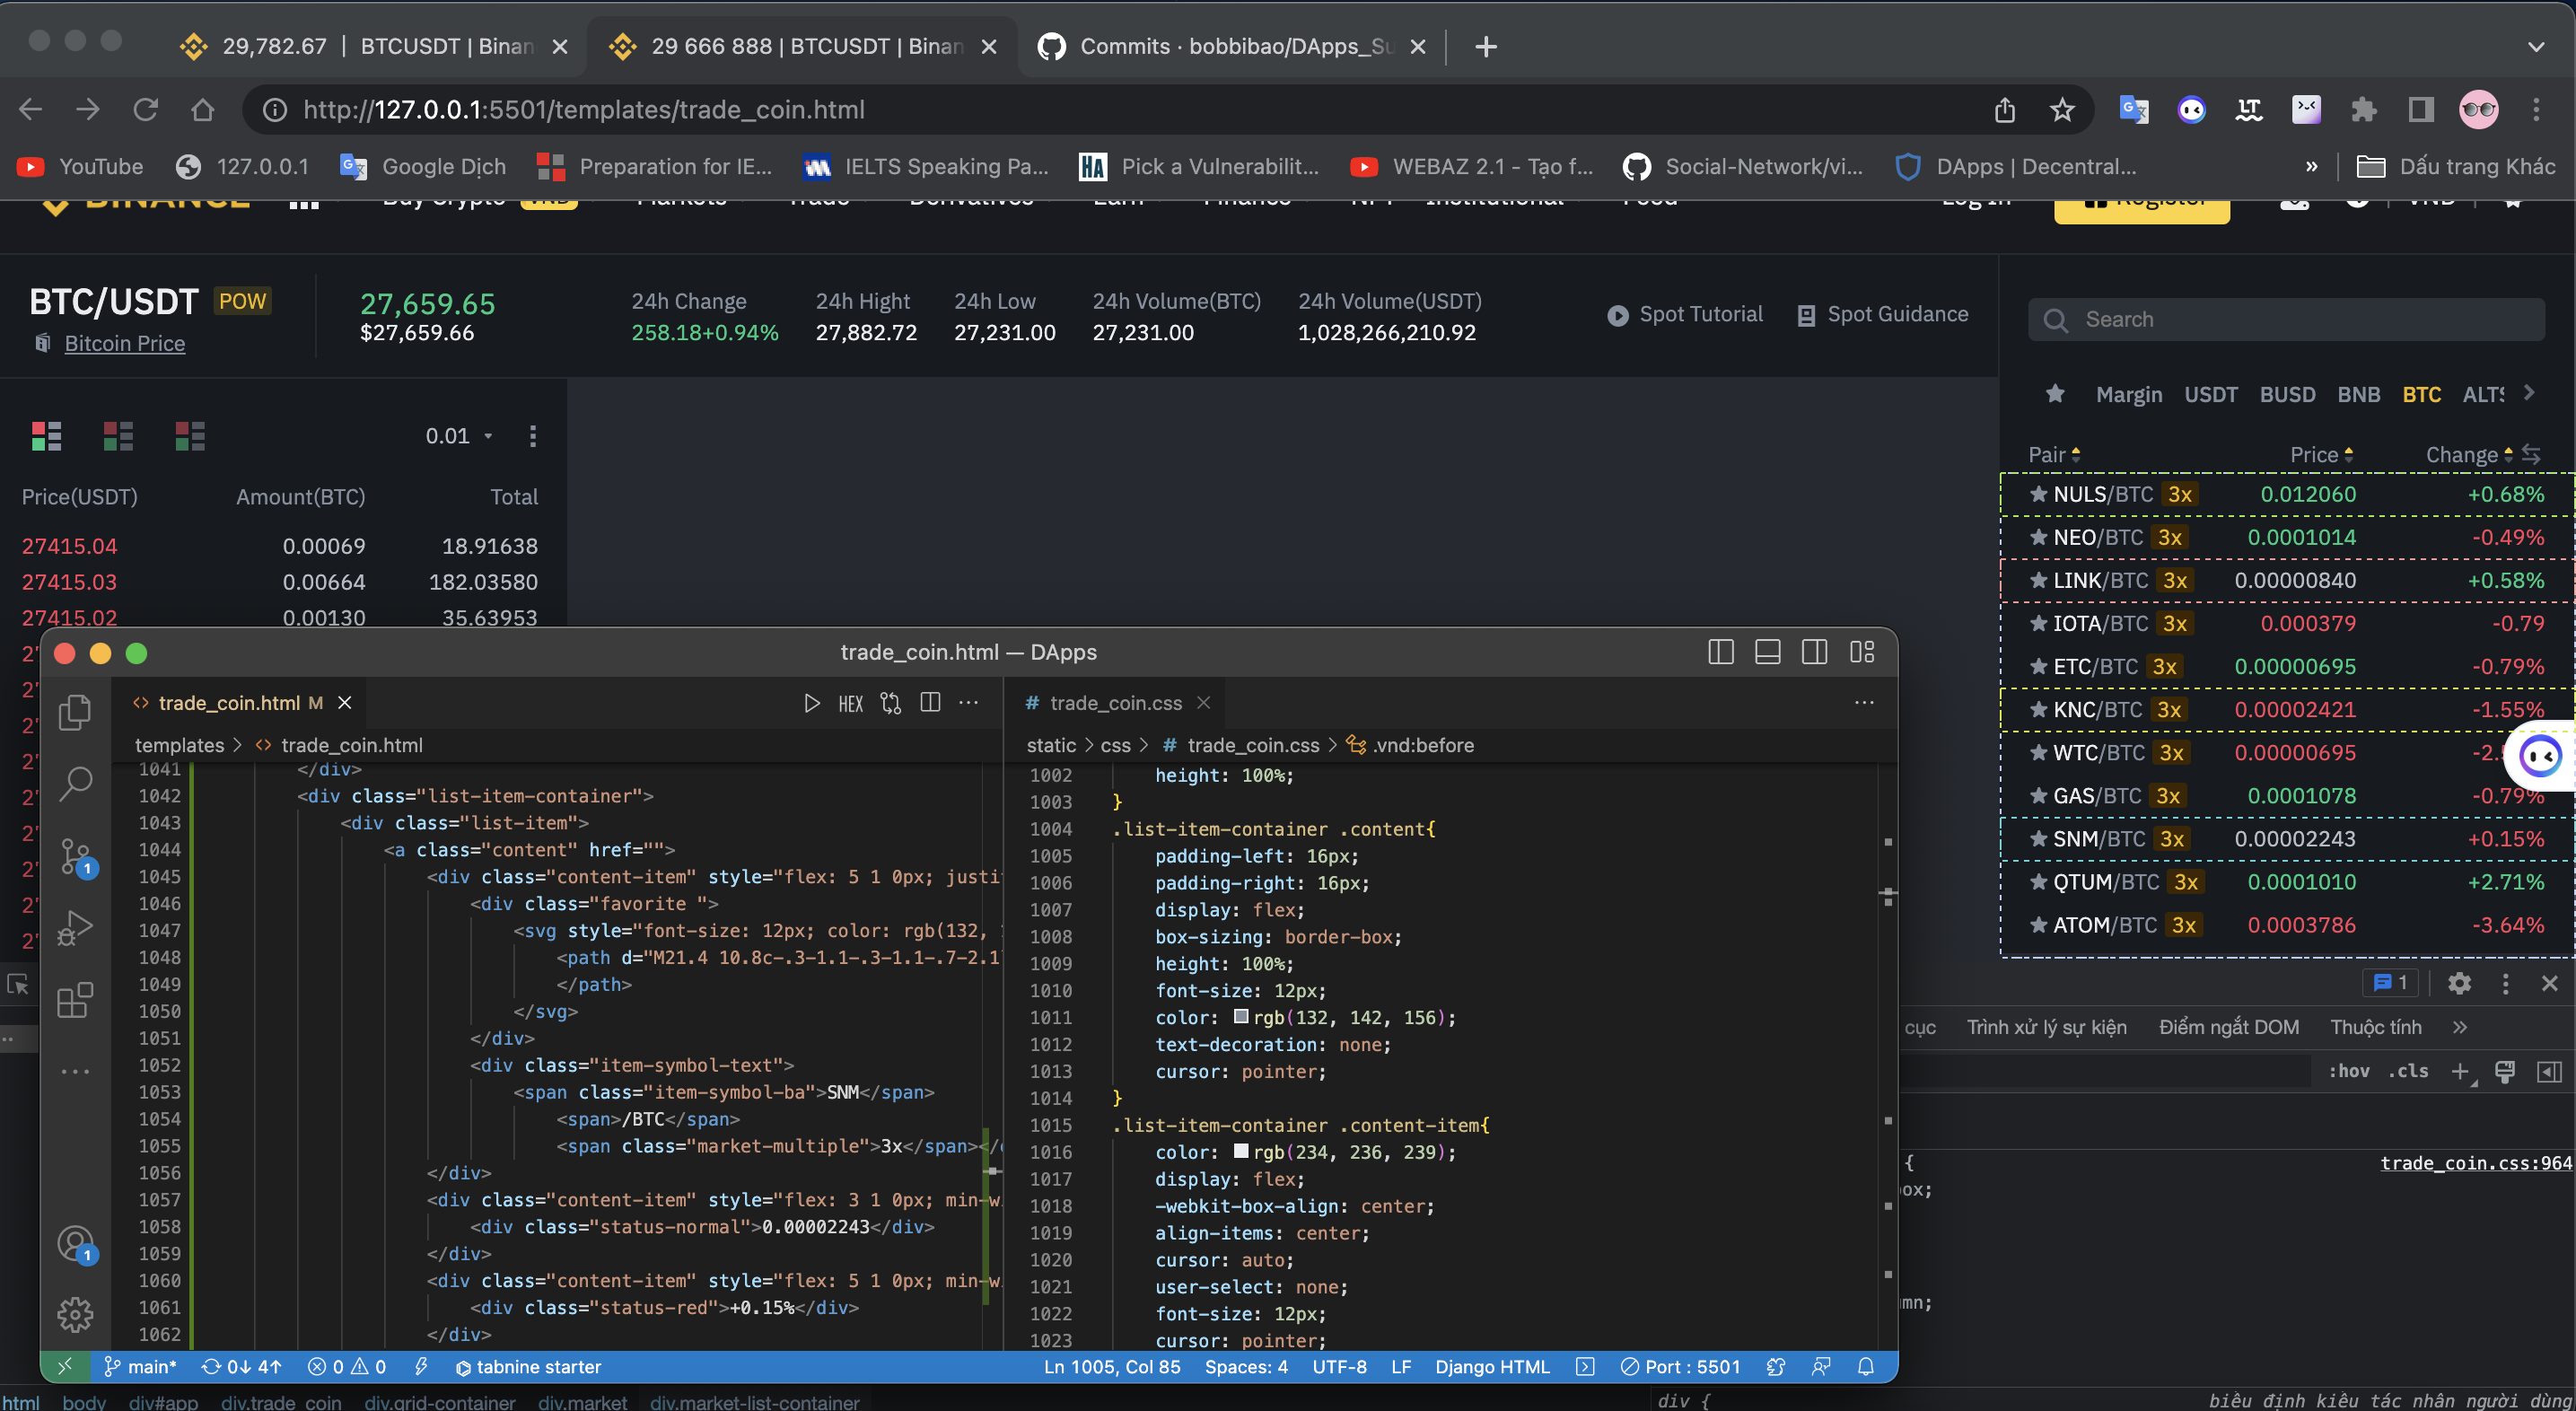 29,782.67 | BTCUSDT | Binan
29 666 888 | BTCUSDT | Binan
Commits · bobbibao/DApps_Su
http://127.0.0.1:5501/templates/trade_coin.html
YouTube
127.0.0.1
Google Dịch
Preparation for IE...
IELTS Speaking Pa...
HA
Pick a Vulnerabilit...
WEBAZ 2.1 - Tạo f...
Social-Network/vi...
DApps | Decentral...
»
Dấu trang Khác
BINANCE
Buy Crypto
Markets
Trade
Derivatives
Earn
Finance
NFT
Institutional
Feed
Log In
Register
VND
BTC/USDT POW
Bitcoin Price
27,659.65
$27,659.66
24h Change
258.18+0.94%
24h Hight
27,882.72
24h Low
27,231.00
24h Volume(BTC)
27,231.00
24h Volume(USDT)
1,028,266,210.92
Spot Tutorial
Spot Guidance
Search
Margin USDT BUSD BNB BTC ALTS
Pair Price Change
NULS/BTC 3x 0.012060 +0.68%
NEO/BTC 3x 0.0001014 -0.49%
LINK/BTC 3x 0.00000840 +0.58%
IOTA/BTC 3x 0.000379 -0.79
ETC/BTC 3x 0.00000695 -0.79%
KNC/BTC 3x 0.00002421 -1.55%
WTC/BTC 3x 0.00000695 -2.
GAS/BTC 3x 0.0001078 -0.79%
SNM/BTC 3x 0.00002243 +0.15%
QTUM/BTC 3x 0.0001010 +2.71%
ATOM/BTC 3x 0.0003786 -3.64%
0.01
Price(USDT) Amount(BTC) Total
27415.04 0.00069 18.91638
27415.03 0.00664 182.03580
27415.02 0.00130 35.63953
trade_coin.html — DApps
trade_coin.html M
HEX
templates > trade_coin.html
1041 </div>
1042 <div class="list-item-container">
1043 <div class="list-item">
1044 <a class="content" href="">
1045 <div class="content-item" style="flex: 5 1 0px; justi
1046 <div class="favorite ">
1047 <svg style="font-size: 12px; color: rgb(132,
1048 <path d="M21.4 10.8c-.3-1.1-.3-1.1-.7-2.1
1049 </path>
1050 </svg>
1051 </div>
1052 <div class="item-symbol-text">
1053 <span class="item-symbol-ba">SNM</span>
1054 <span>/BTC</span>
1055 <span class="market-multiple">3x</span></
1056 </div>
1057 <div class="content-item" style="flex: 3 1 0px; min-w
1058 <div class="status-normal">0.00002243</div>
1059 </div>
1060 <div class="content-item" style="flex: 5 1 0px; min-w
1061 <div class="status-red">+0.15%</div>
1062 </div>
# trade_coin.css
static > css > # trade_coin.css > .vnd:before
1002 height: 100%;
1003 }
1004 .list-item-container .content{
1005 padding-left: 16px;
1006 padding-right: 16px;
1007 display: flex;
1008 box-sizing: border-box;
1009 height: 100%;
1010 font-size: 12px;
1011 color: rgb(132, 142, 156);
1012 text-decoration: none;
1013 cursor: pointer;
1014 }
1015 .list-item-container .content-item{
1016 color: rgb(234, 236, 239);
1017 display: flex;
1018 -webkit-box-align: center;
1019 align-items: center;
1020 cursor: auto;
1021 user-select: none;
1022 font-size: 12px;
1023 cursor: pointer;
main* 0↓ 4↑ 0 0 tabnine starter
Ln 1005, Col 85 Spaces: 4 UTF-8 LF Django HTML Port : 5501
1
cục Trình xử lý sự kiện Điểm ngắt DOM Thuộc tính »
:hov .cls
{ trade_coin.css:964
ox;
mn;
html body div#app div.trade_coin div.grid-container div.market div.market-list-container
div { biểu định kiểu tác nhân người dùng